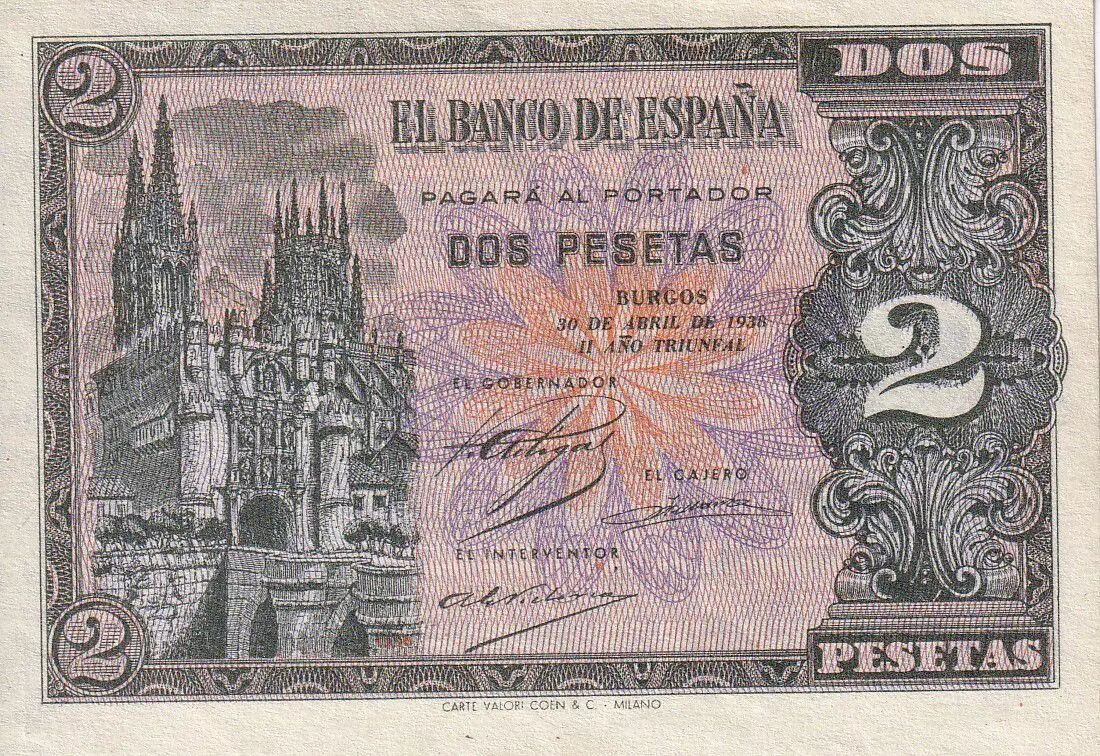 2
DOS
EL BANCO DE ESPAÑA
PAGARÁ AL PORTADOR
DOS PESETAS
BURGOS
30 DE ABRIL DE 1938
II AÑO TRIUNFAL
2
EL GOBERNADOR
EL CAJERO
EL INTERVENTOR
2
PESETAS
CARTE VALORI COEN & C. - MILANO